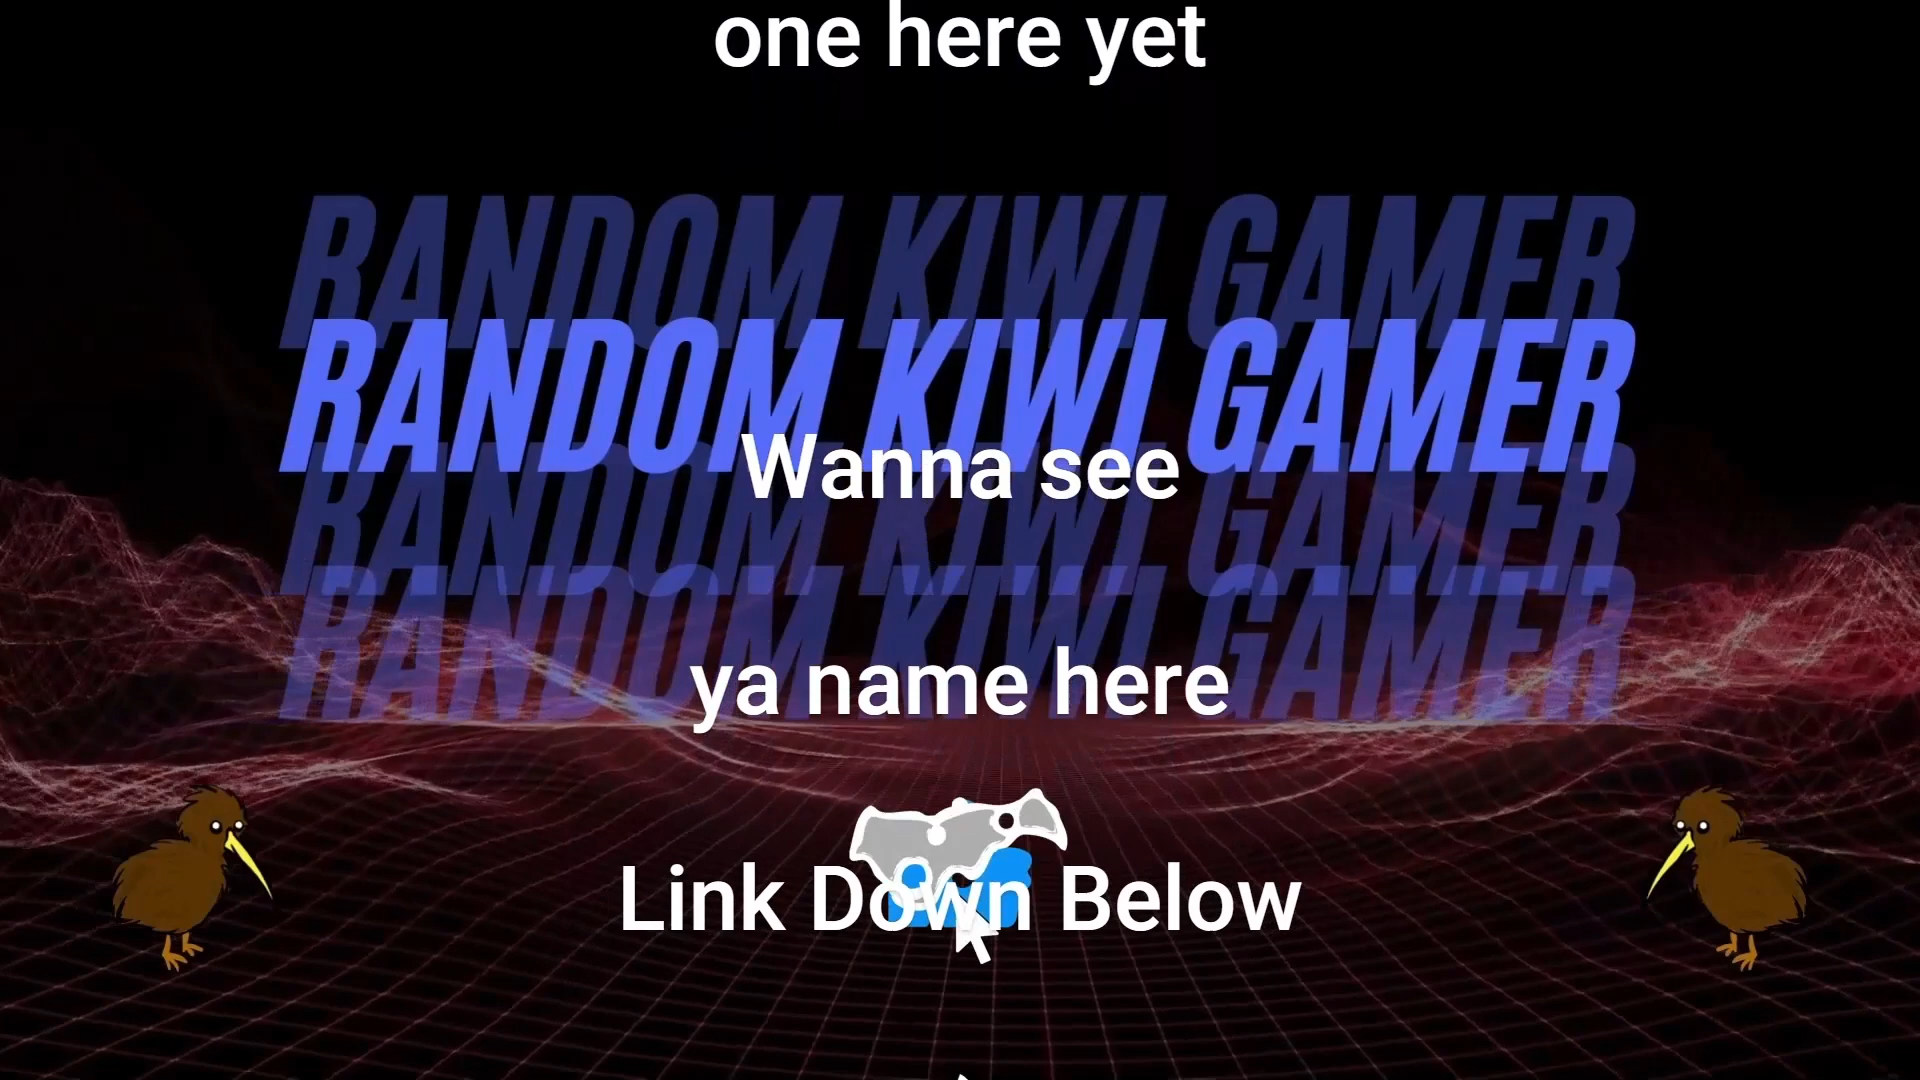 one here yet
RANDOM KIWI GAMER
RANDOM KIWI GAMER
Wanna see
RANDOM KIWI GAMER
RANDOM KIWI GAMER
ya name here
Link Down Below